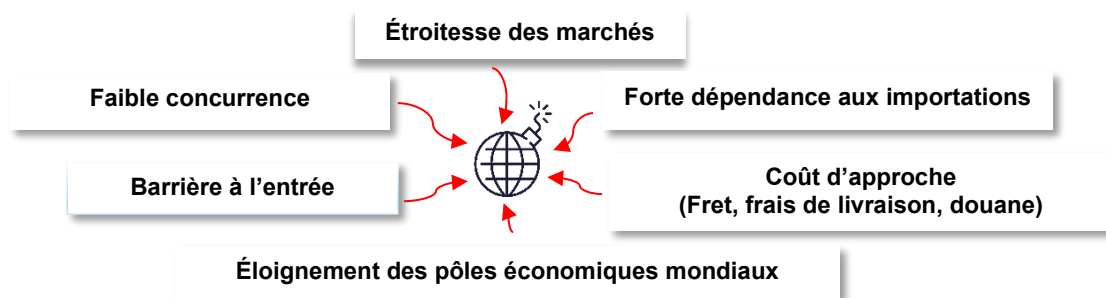 Étroitesse des marchés
Faible concurrence
Forte dépendance aux importations
Barrière à l’entrée
Coût d’approche
(Fret, frais de livraison, douane)
Éloignement des pôles économiques mondiaux